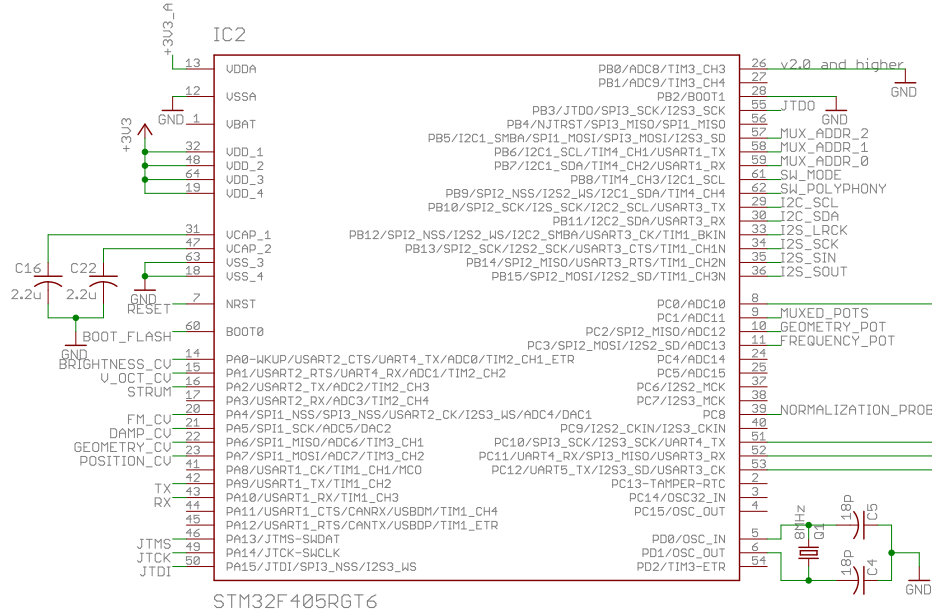 +3V3_A
IC2
13 VDDA PB0/ADC8/TIM3_CH3 26 v2.0 and higher
PB1/ADC9/TIM3_CH4 27
GND
12 VSSA PB2/BOOT1 28
GND
PB3/JTDO/SPI3_SCK/I2S3_SCK 55 JTDO
GND
+3V3
1 VBAT PB4/NJTRST/SPI3_MISO/SPI1_MISO 56
PB5/I2C1_SMBA/SPI1_MOSI/SPI3_MISO/I2S3_SD 57 MUX_ADDR_2
32 VDD_1 PB6/I2C1_SCL/TIM4_CH1/USART1_TX 58 MUX_ADDR_1
48 VDD_2 PB7/I2C1_SDA/TIM4_CH2/USART1_RX 59 MUX_ADDR_0
64 VDD_3 PB8/TIM4_CH3/I2C1_SCL 61 SW_MODE
19 VDD_4 PB9/SPI2_NSS/I2S2_WS/I2C1_SDA/TIM4_CH4 62 SW_POLYPHONY
PB10/SPI2_SCK/I2S_SCK/I2C2_SCL/USART3_TX 29 I2C_SCL
PB11/I2C2_SDA/USART3_RX 30 I2C_SDA
31 VCAP_1 PB12/SPI2_NSS/I2S2_WS/I2C2_SMBA/USART3_CK/TIM1_BKIN 33 I2S_LRCK
47 VCAP_2 PB13/SPI2_SCK/I2S2_SCK/USART3_CTS/TIM1_CH1N 34 I2S_SCK
63 VSS_3 PB14/SPI2_MISO/USART3_RTS/TIM1_CH2N 35 I2S_SIN
C16 C22
18 VSS_4 PB15/SPI2_MOSI/I2S2_SD/TIM1_CH3N 36 I2S_SOUT
2.2u 2.2u
GND
RESET 7 NRST PC0/ADC10 8
PC1/ADC11 9 MUXED_POTS
BOOT_FLASH 60 BOOT0 PC2/SPI2_MISO/ADC12 10 GEOMETRY_POT
PC3/SPI2_MOSI/I2S2_SD/ADC13 11 FREQUENCY_POT
GND
BRIGHTNESS_CV 14 PA0-WKUP/USART2_CTS/UART4_TX/ADC0/TIM2_CH1_ETR PC4/ADC14 24
V_OCT_CV 15 PA1/USART2_RTS/UART4_RX/ADC1/TIM2_CH2 PC5/ADC15 25
STRUM 16 PA2/USART2_TX/ADC2/TIM2_CH3 PC6/I2S2_MCK 37
17 PA3/USART2_RX/ADC3/TIM2_CH4 PC7/I2S3_MCK 38
FM_CV 20 PA4/SPI1_NSS/SPI3_NSS/USART2_CK/I2S3_WS/ADC4/DAC1 PC8 39 NORMALIZATION_PROB
DAMP_CV 21 PA5/SPI1_SCK/ADC5/DAC2 PC9/I2S2_CKIN/I2S3_CKIN 40
GEOMETRY_CV 22 PA6/SPI1_MISO/ADC6/TIM3_CH1 PC10/SPI3_SCK/I2S3_SCK/UART4_TX 51
POSITION_CV 23 PA7/SPI1_MOSI/ADC7/TIM3_CH2 PC11/UART4_RX/SPI3_MISO/USART3_RX 52
41 PA8/USART1_CK/TIM1_CH1/MCO PC12/UART5_TX/I2S3_SD/USART3_CK 53
TX 42 PA9/USART1_TX/TIM1_CH2 PC13-TAMPER-RTC 2
RX 43 PA10/USART1_RX/TIM1_CH3 PC14/OSC32_IN 3
44 PA11/USART1_CTS/CANRX/USBDM/TIM1_CH4 PC15/OSC_OUT 4
45 PA12/USART1_RTS/CANTX/USBDP/TIM1_ETR
8MHz Q1 18p C5
JTMS 46 PA13/JTMS-SWDAT PD0/OSC_IN 5
JTCK 49 PA14/JTCK-SWCLK PD1/OSC_OUT 6
JTDI 50 PA15/JTDI/SPI3_NSS/I2S3_WS PD2/TIM3-ETR 54
18p C4
GND
STM32F405RGT6